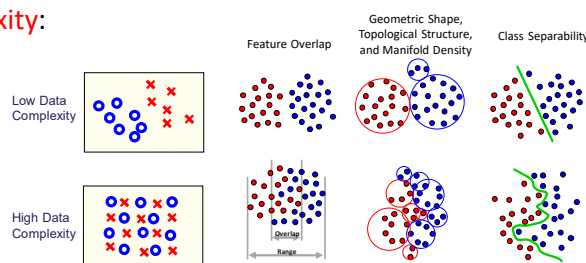 xity:
Feature Overlap
Geometric Shape,
Topological Structure,
and Manifold Density
Class Separability
Low Data
Complexity
High Data
Complexity
Overlap
Range